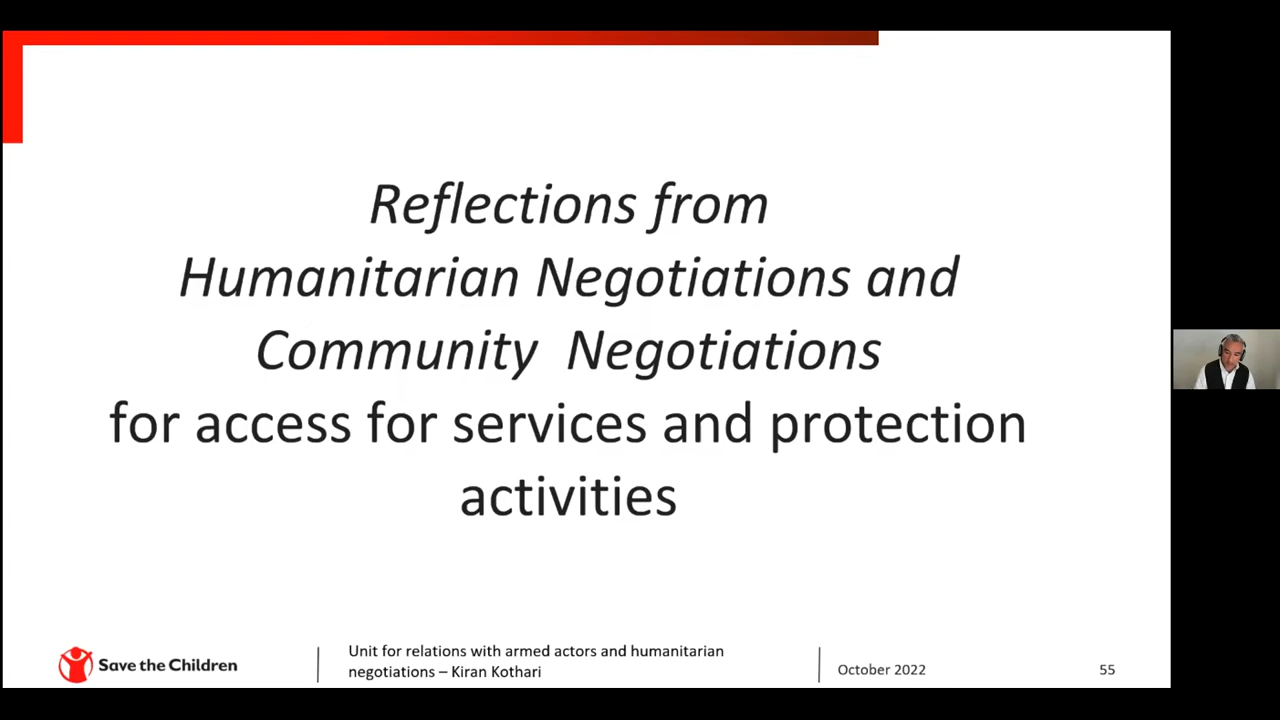 Reflections from
Humanitarian Negotiations and
Community Negotiations
for access for services and protection
activities
Save the Children
Unit for relations with armed actors and humanitarian
negotiations – Kiran Kothari
October 2022
55